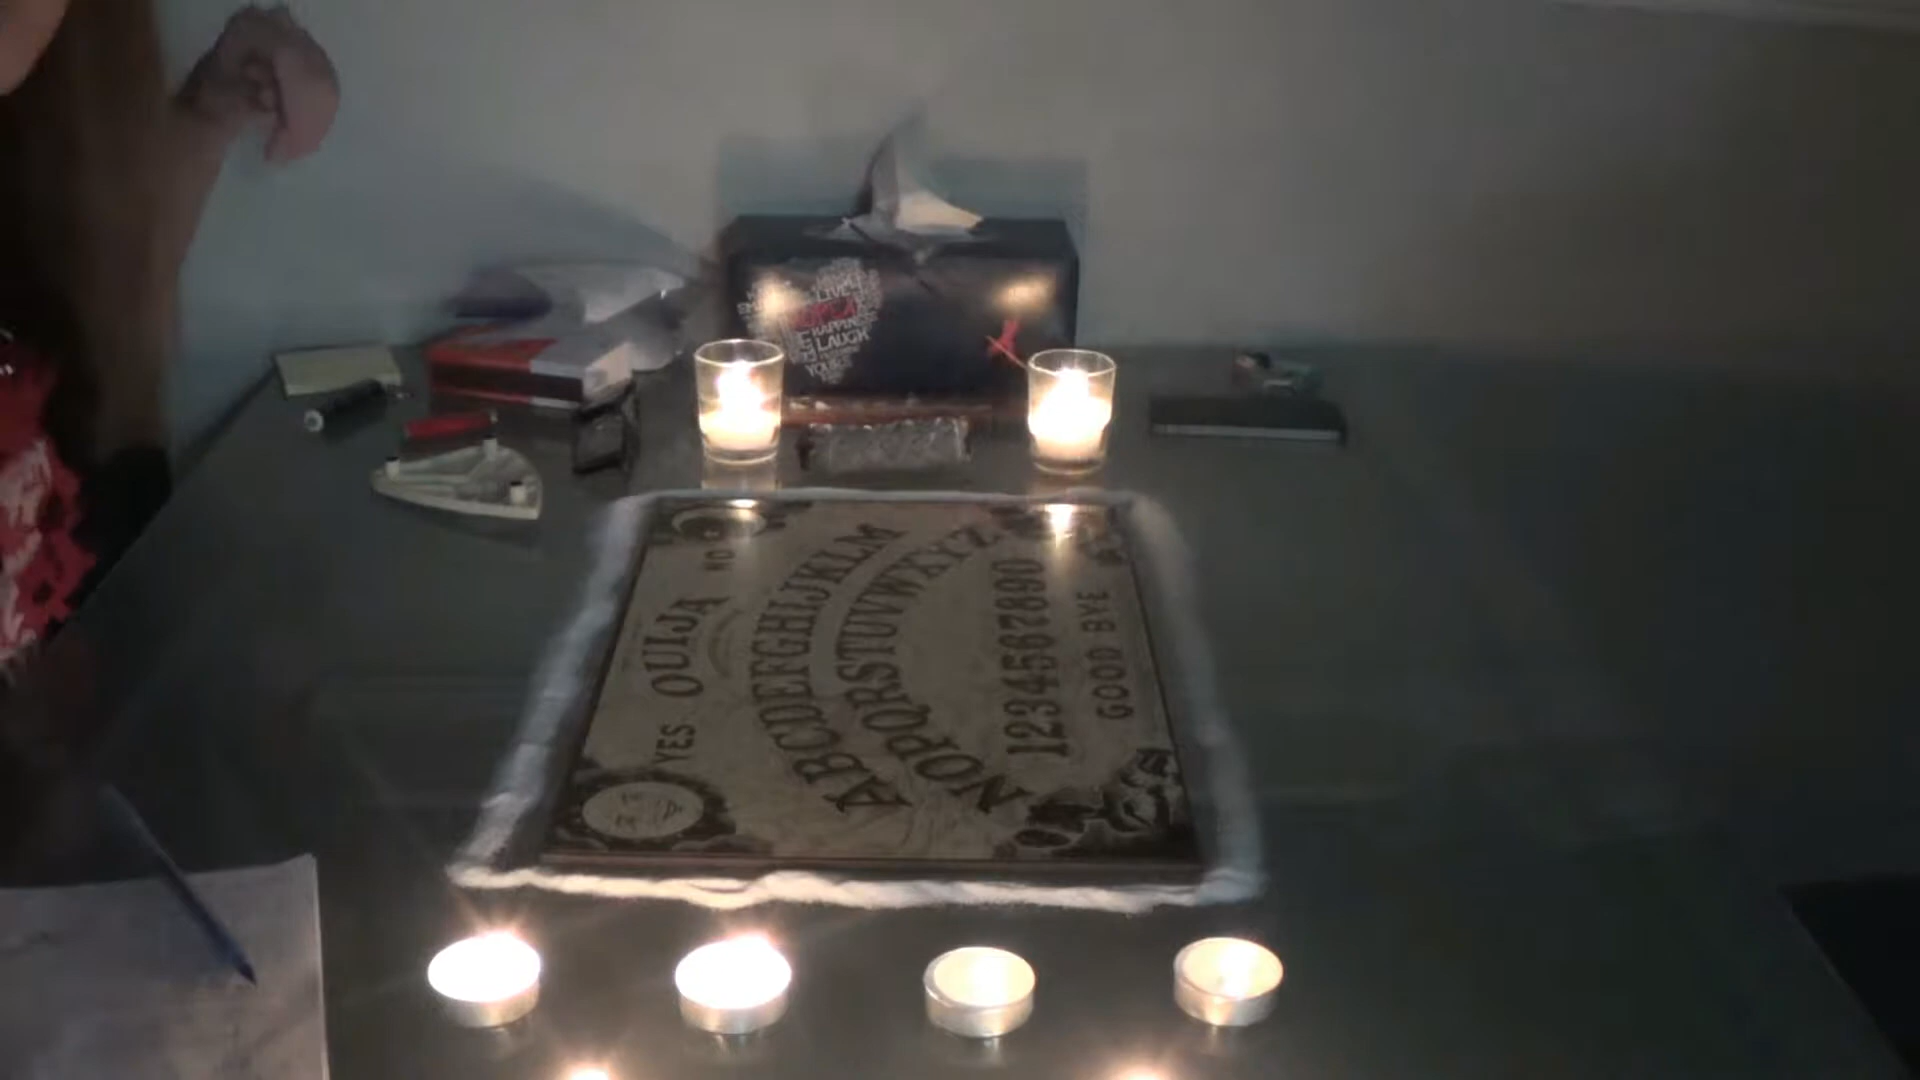 LIVE
LAUGH
YES OUIJA NO
ABCDEFGHIJKLM
NOPQRSTUVWXYZ
1234567890
GOOD BYE